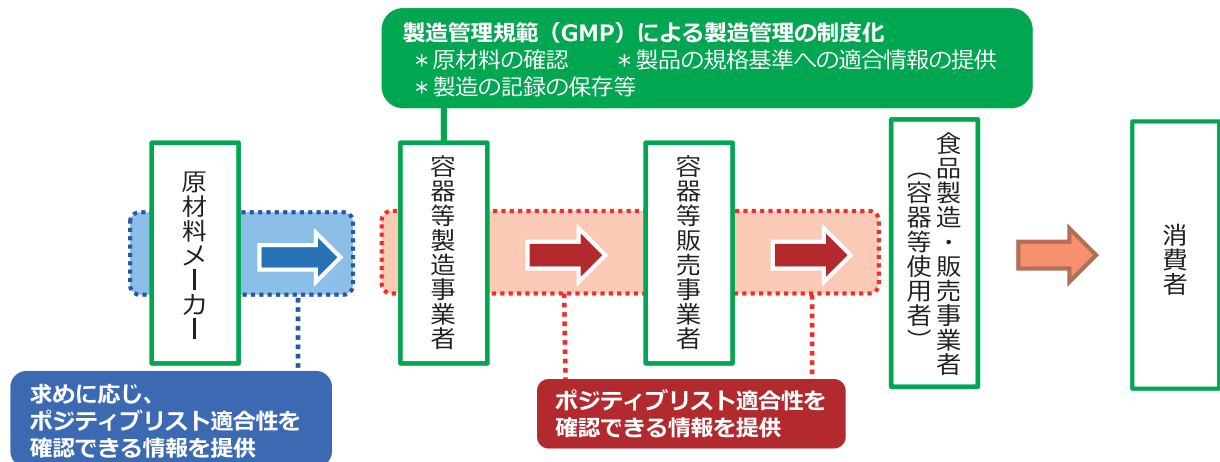 製造管理規範（GMP）による製造管理の制度化
＊原材料の確認　　＊製品の規格基準への適合情報の提供
＊製造の記録の保存等
原材料メーカー
容器等製造事業者
容器等販売事業者
食品製造・販売事業者
（容器等使用者）
消費者
求めに応じ、
ポジティブリスト適合性を
確認できる情報を提供
ポジティブリスト適合性を
確認できる情報を提供